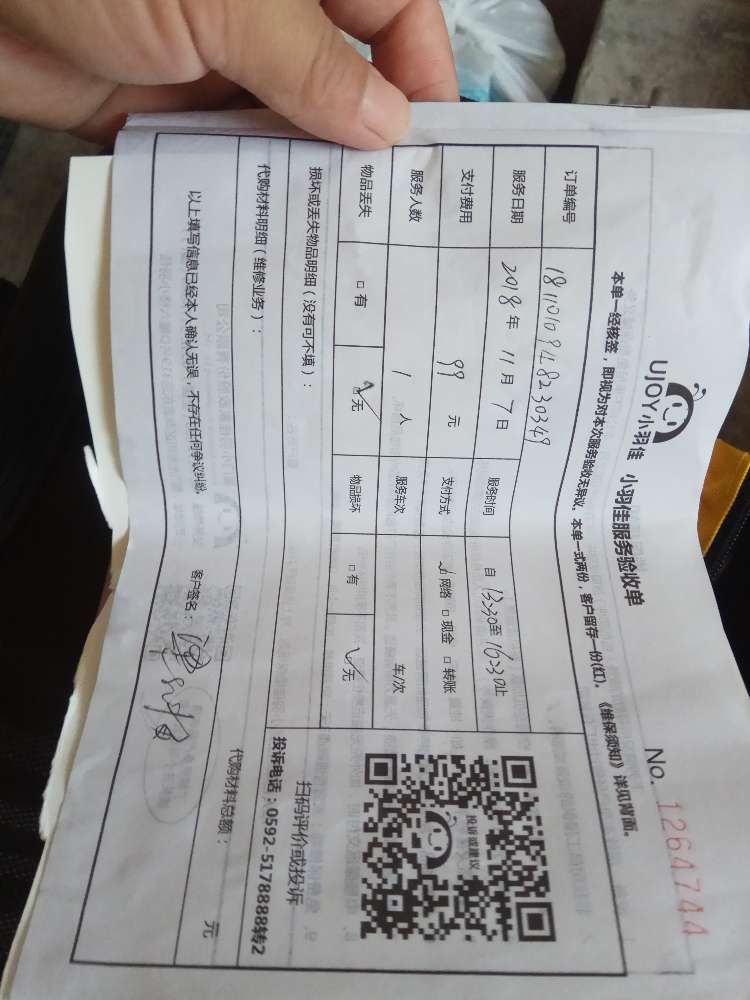 UJOY小羽佳 小羽佳服务验收单 No. 1264744
本单一经核签，即视为对本次服务验收无异议，本单一式两份，客户留存一份(红)。《维保须知》详见背面。
订单编号
服务日期 2018 年 11 月 7 日 服务时间 自 13:30 至 16:30 止
支付费用 99 元 支付方式 网络 □ 现金 □ 转账
服务人数 1 人 服务车次 车/次
物品丢失 □ 有 ☑ 无 物品损坏 □ 有 ☑ 无
投诉或建议
扫码评价或投诉
投诉电话：0592-5178888转2
损坏或丢失物品明细（没有可不填）：
代购材料明细（维修业务）： 代购材料总额： 元
以上填写信息已经本人确认无误，不存在任何争议纠纷。 客户签名：